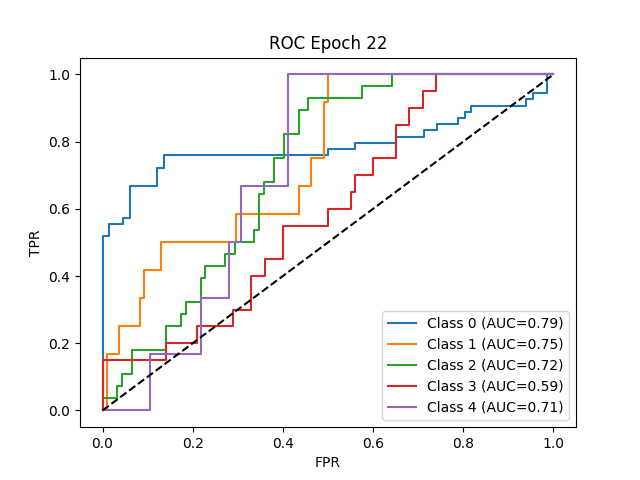 ROC Epoch 22
TPR
1.0
0.8
0.6
0.4
0.2
0.0
Class 0 (AUC=0.79)
Class 1 (AUC=0.75)
Class 2 (AUC=0.72)
Class 3 (AUC=0.59)
Class 4 (AUC=0.71)
0.0 0.2 0.4 0.6 0.8 1.0
FPR